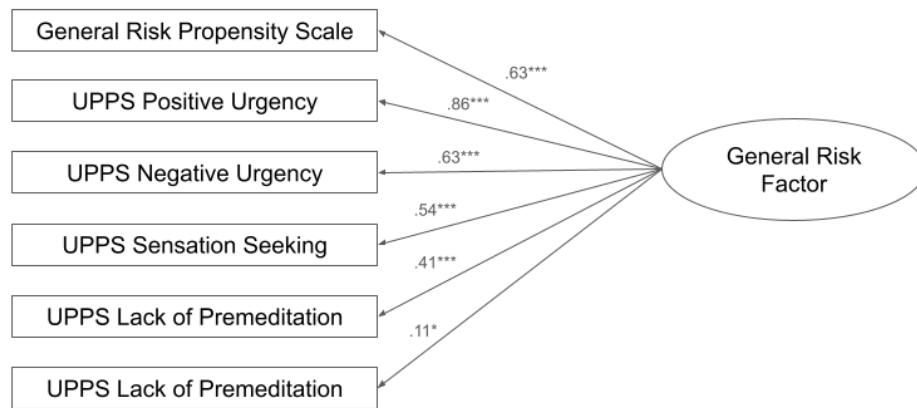 General Risk Propensity Scale
.63***
UPPS Positive Urgency
.86***
UPPS Negative Urgency
.63***
General Risk
Factor
UPPS Sensation Seeking
.54***
UPPS Lack of Premeditation
.41***
UPPS Lack of Premeditation
.11*